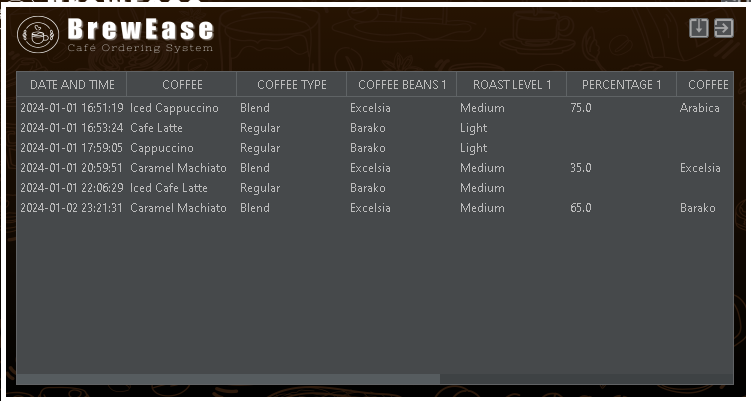 BrewEase
Café Ordering System
DATE AND TIME COFFEE COFFEE TYPE COFFEE BEANS 1 ROAST LEVEL 1 PERCENTAGE 1 COFFEE
2024-01-01 16:51:19 Iced Cappuccino Blend Excelsia Medium 75.0 Arabica
2024-01-01 16:53:24 Cafe Latte Regular Barako Light
2024-01-01 17:59:05 Cappuccino Regular Barako Light
2024-01-01 20:59:51 Caramel Machiato Blend Excelsia Medium 35.0 Excelsia
2024-01-01 22:06:29 Iced Cafe Latte Regular Barako Medium
2024-01-02 23:21:31 Caramel Machiato Blend Excelsia Medium 65.0 Barako